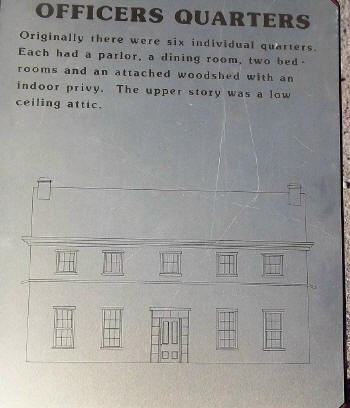 OFFICERS QUARTERS
Originally there were six individual quarters.
Each had a parlor, a dining room, two bed-
rooms and an attached woodshed with an
indoor privy. The upper story was a low
ceiling attic.